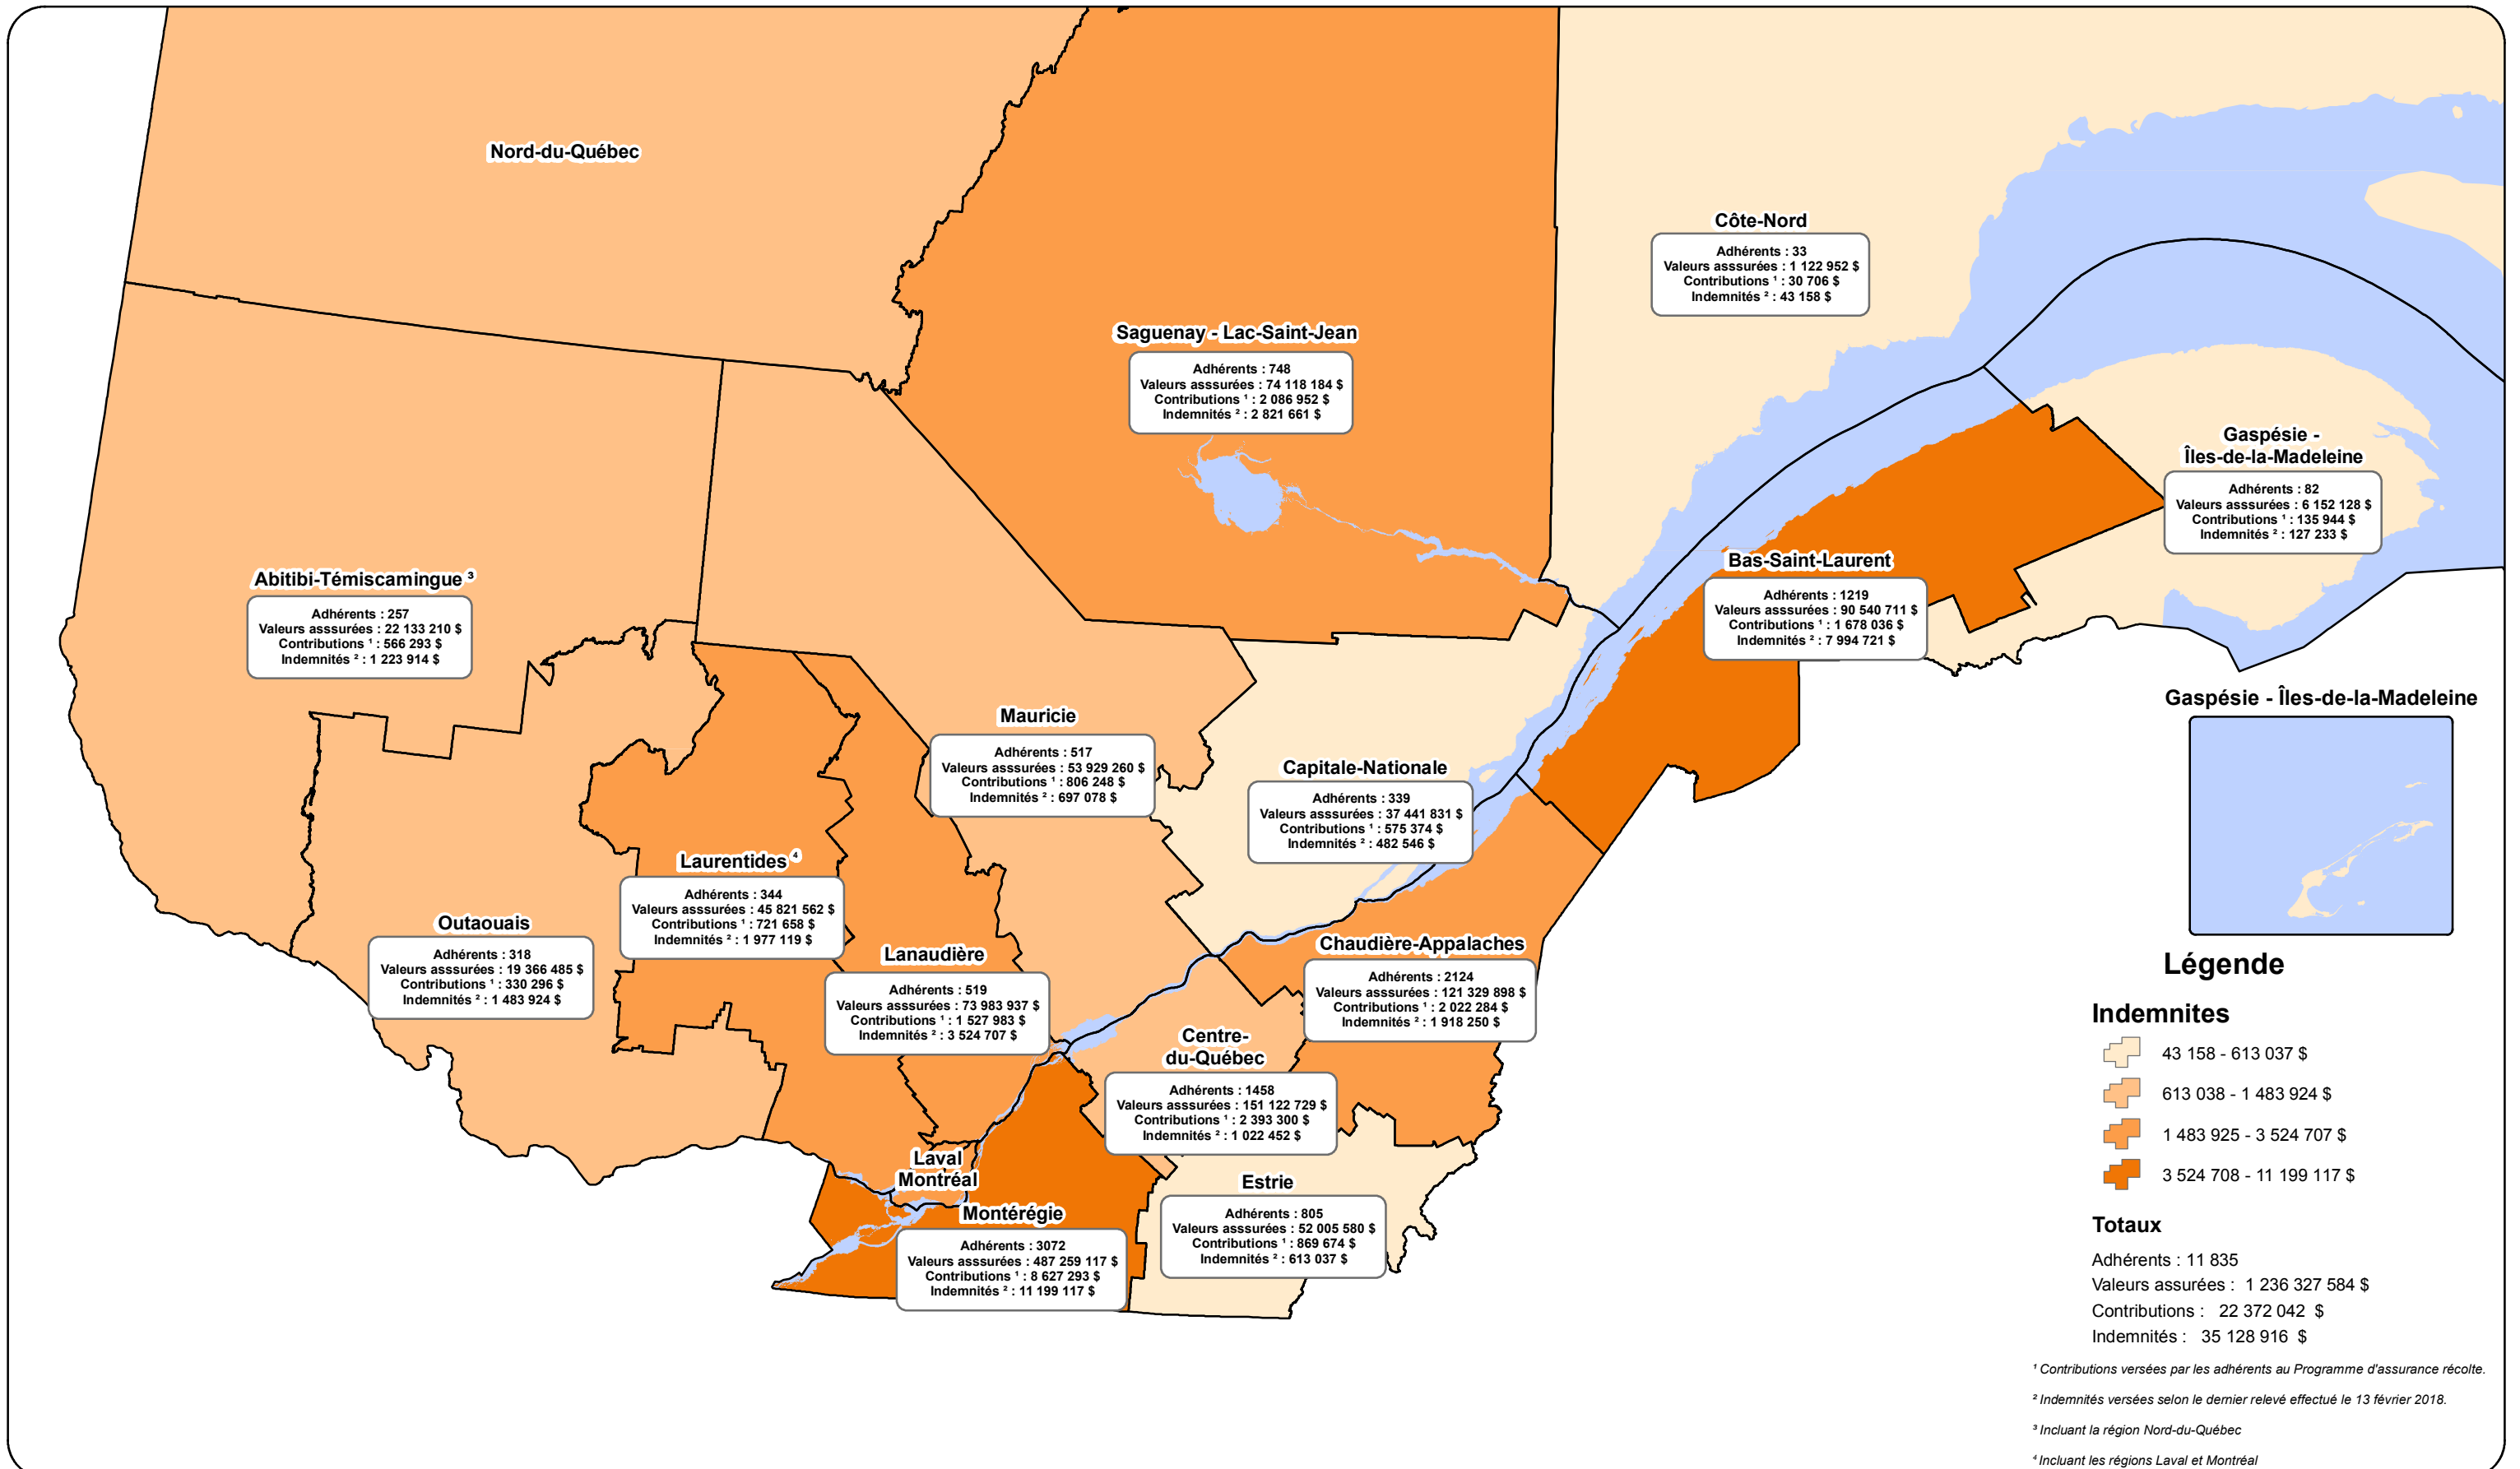 Nord-du-Québec
Côte-Nord
Adhérents : 33
Valeurs asssurées : 1 122 952 $
Contributions ¹ : 30 706 $
Indemnités ² : 43 158 $
Saguenay - Lac-Saint-Jean
Adhérents : 748
Valeurs asssurées : 74 118 184 $
Contributions ¹ : 2 086 952 $
Indemnités ² : 2 821 661 $
Gaspésie -
Îles-de-la-Madeleine
Adhérents : 82
Valeurs asssurées : 6 152 128 $
Contributions ¹ : 135 944 $
Indemnités ² : 127 233 $
Bas-Saint-Laurent
Adhérents : 1219
Valeurs asssurées : 90 540 711 $
Contributions ¹ : 1 678 036 $
Indemnités ² : 7 994 721 $
Abitibi-Témiscamingue ³
Adhérents : 257
Valeurs asssurées : 22 133 210 $
Contributions ¹ : 566 293 $
Indemnités ² : 1 223 914 $
Mauricie
Adhérents : 517
Valeurs asssurées : 53 929 260 $
Contributions ¹ : 806 248 $
Indemnités ² : 697 078 $
Capitale-Nationale
Adhérents : 339
Valeurs asssurées : 37 441 831 $
Contributions ¹ : 575 374 $
Indemnités ² : 482 546 $
Laurentides ⁴
Adhérents : 344
Valeurs asssurées : 45 821 562 $
Contributions ¹ : 721 658 $
Indemnités ² : 1 977 119 $
Outaouais
Adhérents : 318
Valeurs asssurées : 19 366 485 $
Contributions ¹ : 330 296 $
Indemnités ² : 1 483 924 $
Lanaudière
Adhérents : 519
Valeurs asssurées : 73 983 937 $
Contributions ¹ : 1 527 983 $
Indemnités ² : 3 524 707 $
Chaudière-Appalaches
Adhérents : 2124
Valeurs asssurées : 121 329 898 $
Contributions ¹ : 2 022 284 $
Indemnités ² : 1 918 250 $
Centre-
du-Québec
Adhérents : 1458
Valeurs asssurées : 151 122 729 $
Contributions ¹ : 2 393 300 $
Indemnités ² : 1 022 452 $
Laval
Montréal
Montérégie
Adhérents : 3072
Valeurs asssurées : 487 259 117 $
Contributions ¹ : 8 627 293 $
Indemnités ² : 11 199 117 $
Estrie
Adhérents : 805
Valeurs asssurées : 52 005 580 $
Contributions ¹ : 869 674 $
Indemnités ² : 613 037 $
Gaspésie - Îles-de-la-Madeleine
Légende
Indemnites
43 158 - 613 037 $
613 038 - 1 483 924 $
1 483 925 - 3 524 707 $
3 524 708 - 11 199 117 $
Totaux
Adhérents : 11 835
Valeurs assurées : 1 236 327 584 $
Contributions : 22 372 042 $
Indemnités : 35 128 916 $
¹ Contributions versées par les adhérents au Programme d'assurance récolte.
² Indemnités versées selon le dernier relevé effectué le 13 février 2018.
³ Incluant la région Nord-du-Québec
⁴ Incluant les régions Laval et Montréal